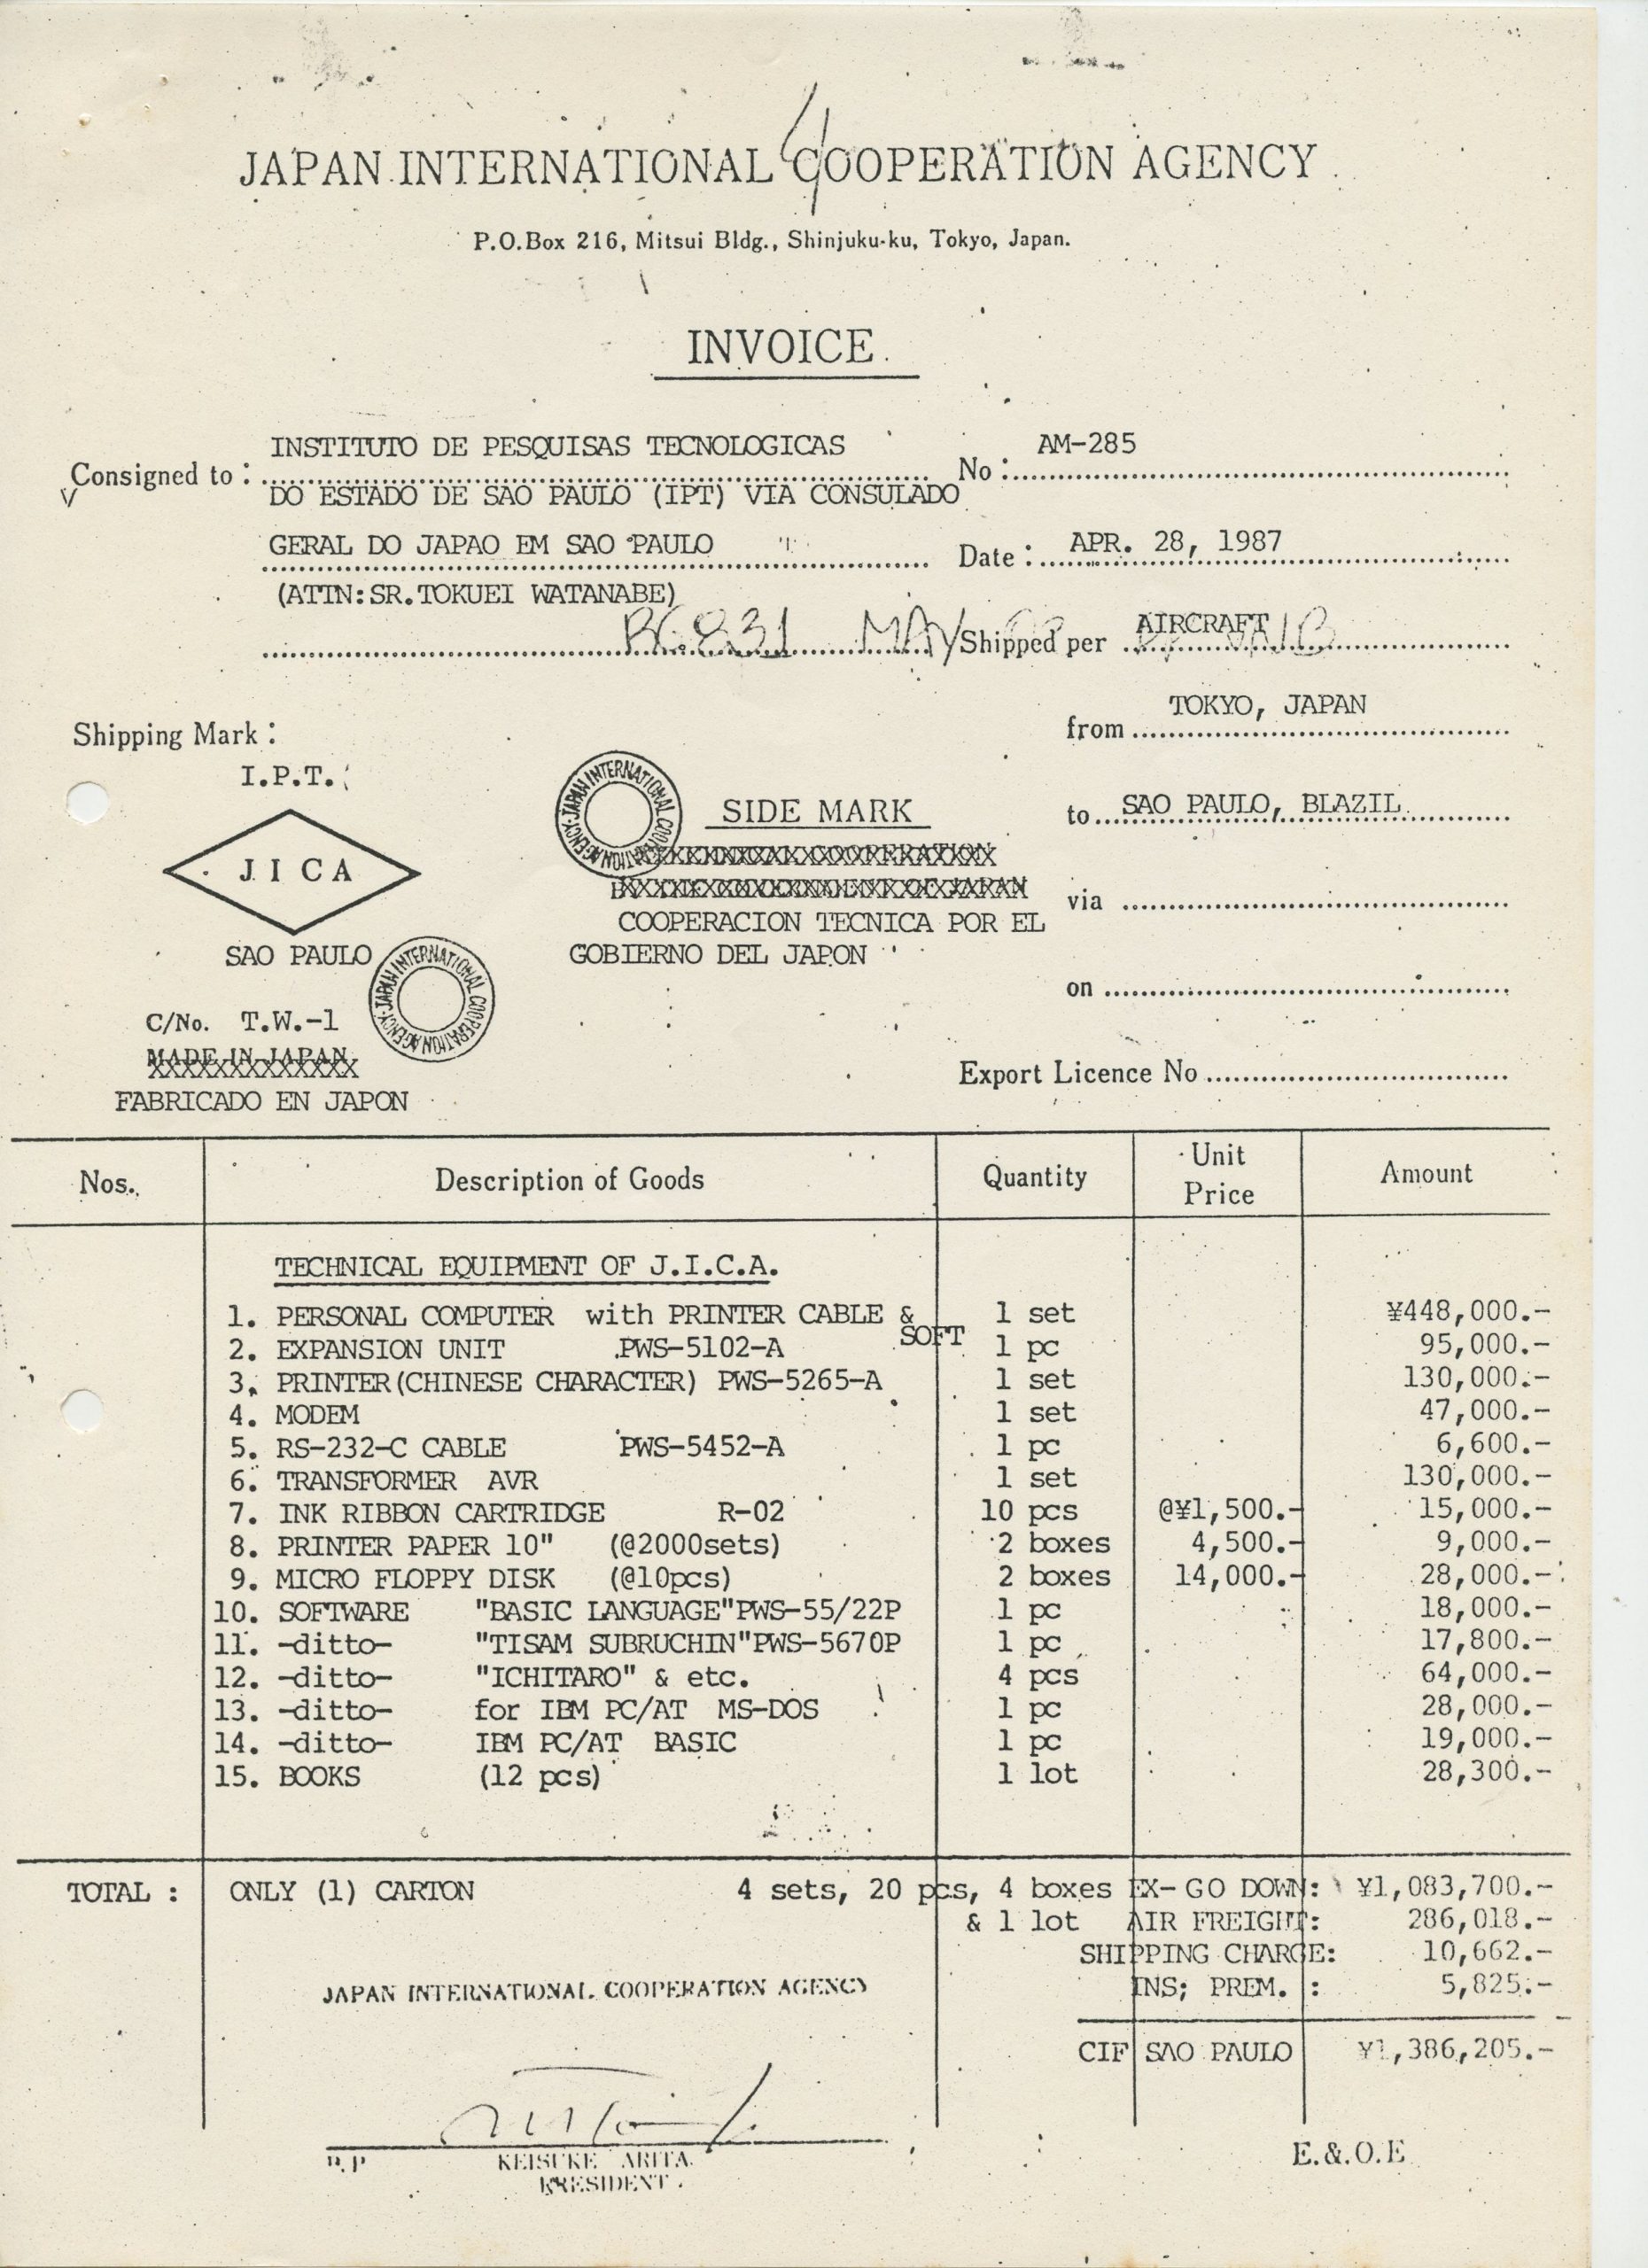 JAPAN INTERNATIONAL COOPERATION AGENCY
4
P.O.Box 216, Mitsui Bldg., Shinjuku-ku, Tokyo, Japan.
INVOICE
Consigned to : INSTITUTO DE PESQUISAS TECNOLOGICAS
DO ESTADO DE SAO PAULO (IPT) VIA CONSULADO
GERAL DO JAPAO EM SAO PAULO
(ATTN:SR.TOKUEI WATANABE)
RG 831 MAY
No : AM-285
Date : APR. 28, 1987
Shipped per AIRCRAFT
from TOKYO, JAPAN
to SAO PAULO, BLAZIL
via
on
Export Licence No
Shipping Mark :
I.P.T.
J I C A
SAO PAULO
C/No. T.W.-1
MADE IN JAPAN
FABRICADO EN JAPON
JAPAN INTERNATIONAL COOPERATION AGENCY
JAPAN INTERNATIONAL COOPERATION AGENCY
SIDE MARK
COOPERATION
JAPAN
COOPERACION TECNICA POR EL
GOBIERNO DEL JAPON
Nos. Description of Goods Quantity Unit Price Amount
TECHNICAL EQUIPMENT OF J.I.C.A.
1. PERSONAL COMPUTER with PRINTER CABLE & SOFT 1 set ¥448,000.-
2. EXPANSION UNIT PWS-5102-A 1 pc 95,000.-
3. PRINTER(CHINESE CHARACTER) PWS-5265-A 1 set 130,000.-
4. MODEM 1 set 47,000.-
5. RS-232-C CABLE PWS-5452-A 1 pc 6,600.-
6. TRANSFORMER AVR 1 set 130,000.-
7. INK RIBBON CARTRIDGE R-02 10 pcs @¥1,500.- 15,000.-
8. PRINTER PAPER 10" (@2000sets) 2 boxes 4,500.- 9,000.-
9. MICRO FLOPPY DISK (@10pcs) 2 boxes 14,000.- 28,000.-
10. SOFTWARE "BASIC LANGUAGE"PWS-55/22P 1 pc 18,000.-
11. -ditto- "TISAM SUBRUCHIN"PWS-5670P 1 pc 17,800.-
12. -ditto- "ICHITARO" & etc. 4 pcs 64,000.-
13. -ditto- for IBM PC/AT MS-DOS 1 pc 28,000.-
14. -ditto- IBM PC/AT BASIC 1 pc 19,000.-
15. BOOKS (12 pcs) 1 lot 28,300.-
TOTAL : ONLY (1) CARTON 4 sets, 20 pcs, 4 boxes EX-GO DOWN: ¥1,083,700.-
& 1 lot AIR FREIGHT: 286,018.-
SHIPPING CHARGE: 10,662.-
INS; PREM. : 5,825.-
JAPAN INTERNATIONAL COOPERATION AGENCY
CIF SAO PAULO ¥1,386,205.-
P.P KEISUKE ARITA
PRESIDENT.
E.&.O.E